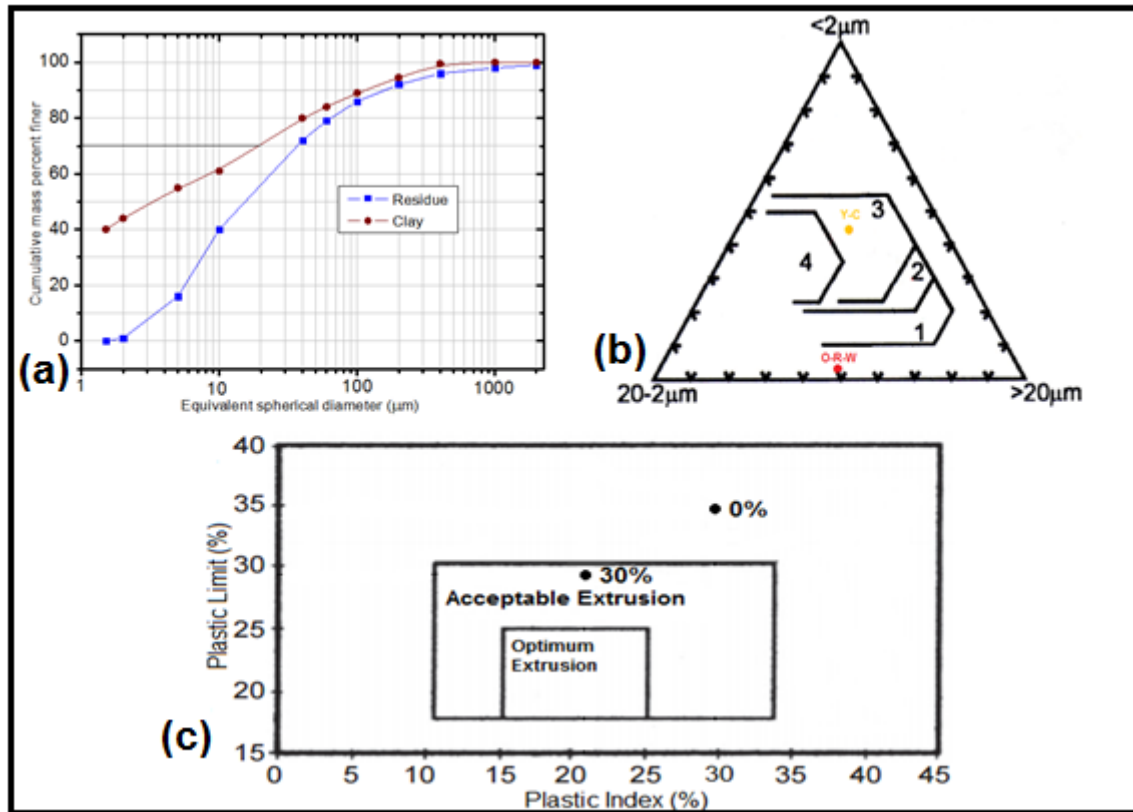 (a)
Cumulative mass percent finer
100
80
60
40
20
0
1
10
100
1000
Equivalent spherical diameter (µm)
Residue
Clay
(b)
<2µm
20-2µm
>20µm
Y-C
O-R-W
3
4
2
1
(c)
Plastic Limit (%)
40
35
30
25
20
15
0% 
30%
Acceptable Extrusion
Optimum
Extrusion
0 5 10 15 20 25 30 35 40 45
Plastic Index (%)